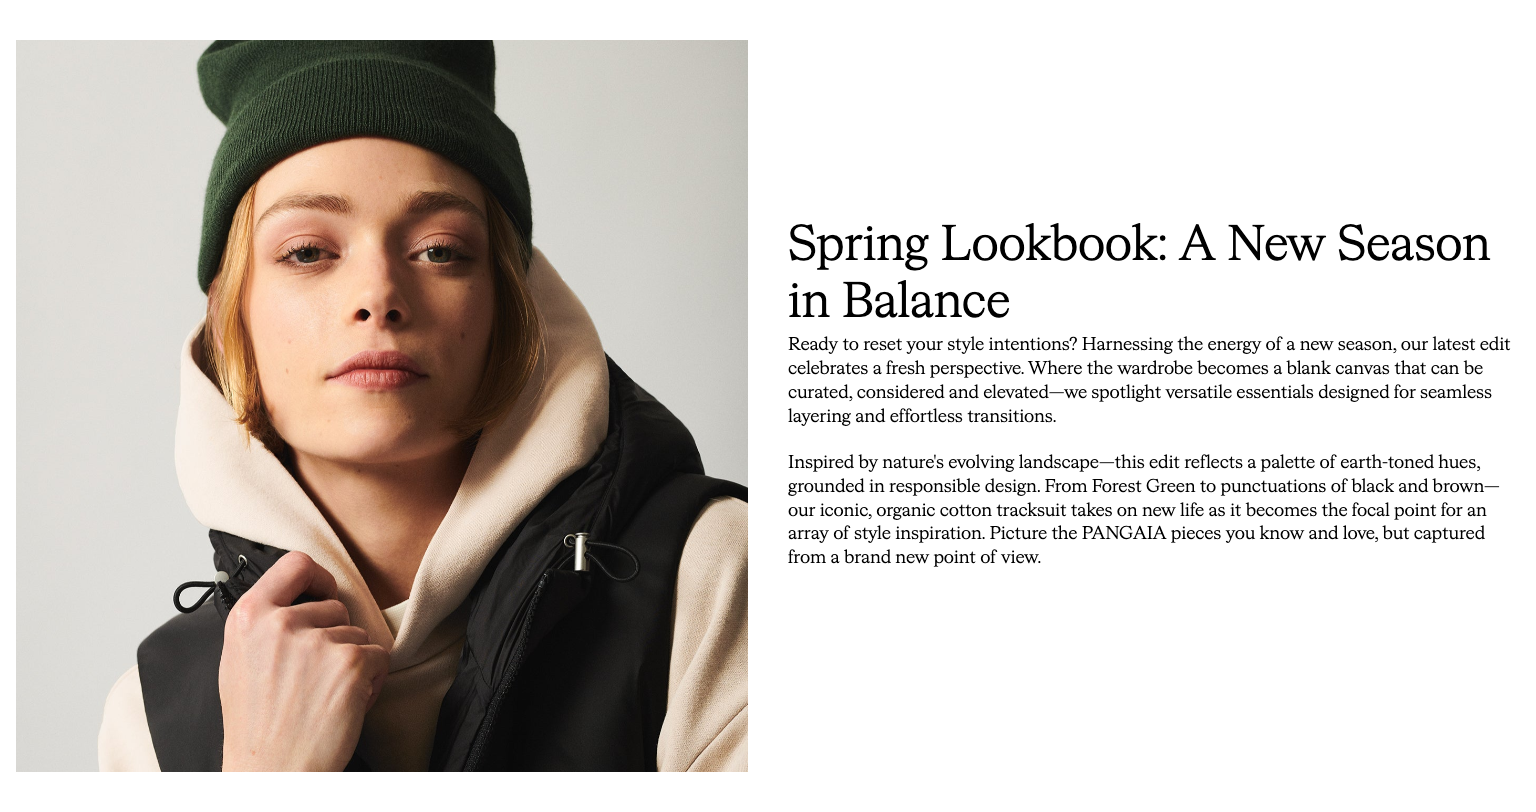 Spring Lookbook: A New Season
in Balance
Ready to reset your style intentions? Harnessing the energy of a new season, our latest edit
celebrates a fresh perspective. Where the wardrobe becomes a blank canvas that can be
curated, considered and elevated—we spotlight versatile essentials designed for seamless
layering and effortless transitions.
Inspired by nature's evolving landscape—this edit reflects a palette of earth-toned hues,
grounded in responsible design. From Forest Green to punctuations of black and brown—
our iconic, organic cotton tracksuit takes on new life as it becomes the focal point for an
array of style inspiration. Picture the PANGAIA pieces you know and love, but captured
from a brand new point of view.